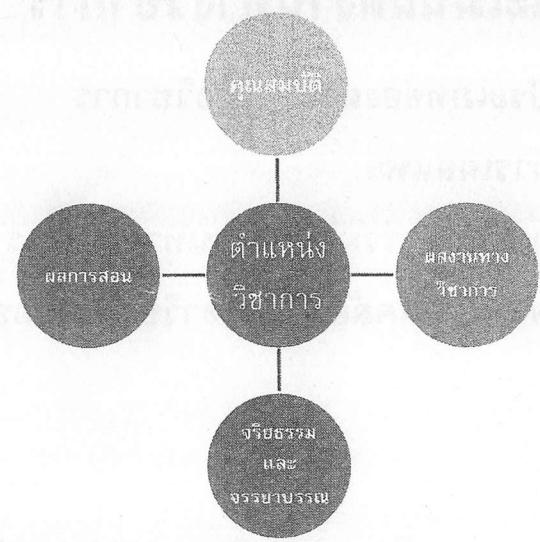 คุณสมบัติ
ตำแหน่ง
วิชาการ
ผลการสอน
ผลงานทาง
วิชาการ
จริยธรรม
และ
จรรยาบรรณ